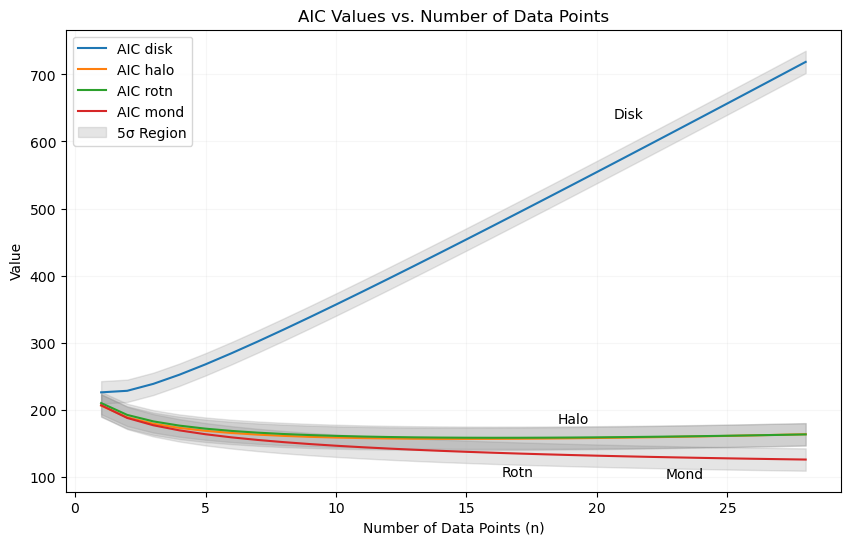 AIC Values vs. Number of Data Points
AIC disk
AIC halo
AIC rotn
AIC mond
5σ Region
Disk
Halo
Rotn
Mond
Value
700
600
500
400
300
200
100
0
5
10
15
20
25
Number of Data Points (n)